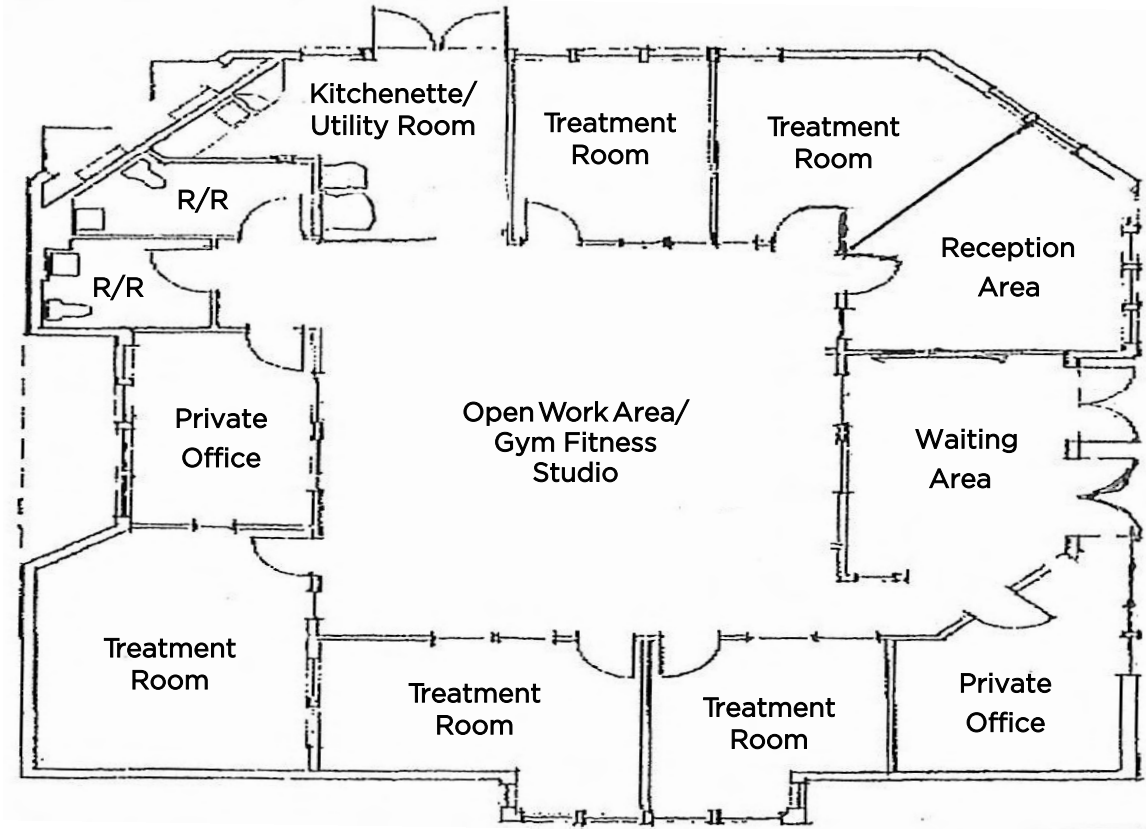 Kitchenette/
Utility Room
Treatment
Room
Treatment
Room
R/R
R/R
Reception
Area
Private
Office
Open Work Area/
Gym Fitness
Studio
Waiting
Area
Treatment
Room
Treatment
Room
Treatment
Room
Private
Office